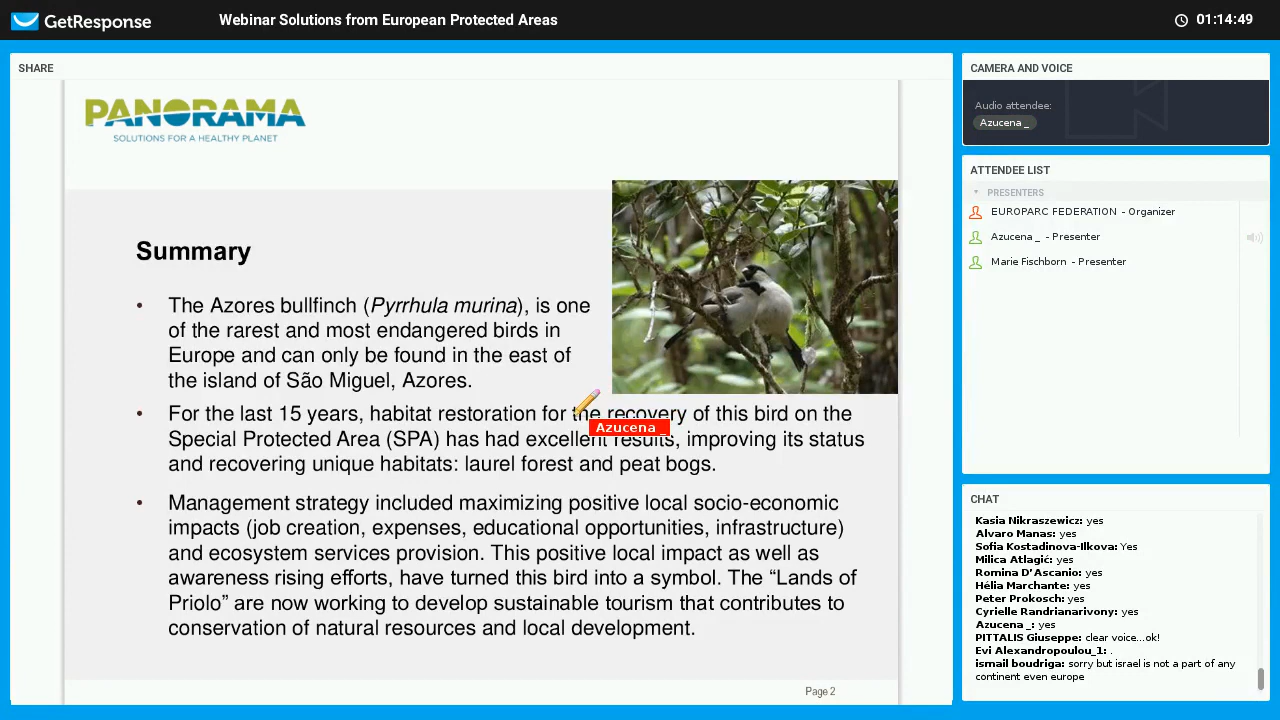 GetResponse
Webinar Solutions from European Protected Areas
01:14:49
SHARE
PANORAMA
SOLUTIONS FOR A HEALTHY PLANET
Summary
• The Azores bullfinch (Pyrrhula murina), is one
of the rarest and most endangered birds in
Europe and can only be found in the east of
the island of São Miguel, Azores.
• For the last 15 years, habitat restoration for the recovery of this bird on the
Azucena _
Special Protected Area (SPA) has had excellent results, improving its status
and recovering unique habitats: laurel forest and peat bogs.
• Management strategy included maximizing positive local socio-economic
impacts (job creation, expenses, educational opportunities, infrastructure)
and ecosystem services provision. This positive local impact as well as
awareness rising efforts, have turned this bird into a symbol. The “Lands of
Priolo” are now working to develop sustainable tourism that contributes to
conservation of natural resources and local development.
Page 2
CAMERA AND VOICE
Audio attendee:
Azucena _
ATTENDEE LIST
PRESENTERS
EUROPARC FEDERATION - Organizer
Azucena _ - Presenter
Marie Fischborn - Presenter
CHAT
Kasia Nikraszewicz: yes
Alvaro Manas: yes
Sofia Kostadinova-Ilkova: Yes
Milica Atlagić: yes
Romina D'Ascanio: yes
Hélia Marchante: yes
Peter Prokosch: yes
Cyrielle Randrianarivony: yes
Azucena _: yes
PITTALIS Giuseppe: clear voice...ok!
Evi Alexandropoulou_1: .
ismail boudriga: sorry but israel is not a part of any
continent even europe